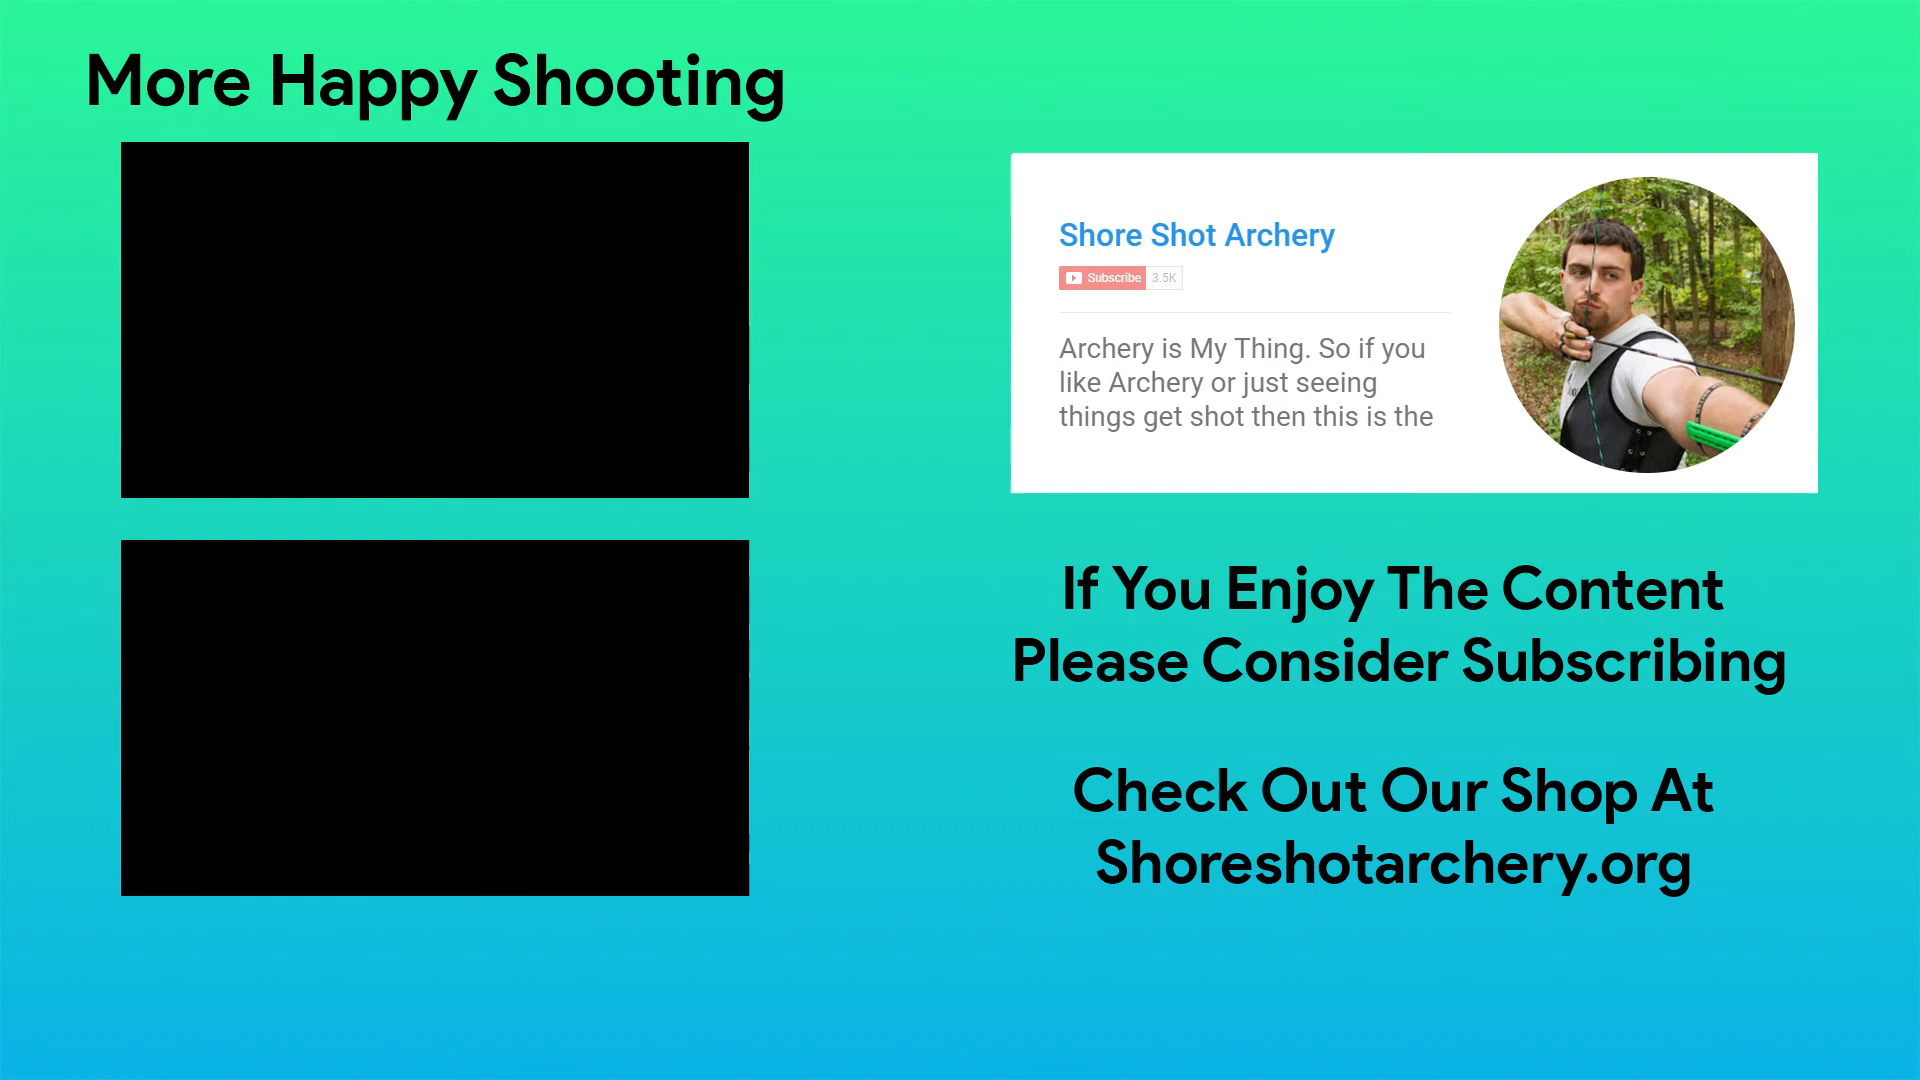 More Happy Shooting
Shore Shot Archery
Subscribe 3.5K
Archery is My Thing. So if you
like Archery or just seeing
things get shot then this is the
If You Enjoy The Content
Please Consider Subscribing
Check Out Our Shop At
Shoreshotarchery.org